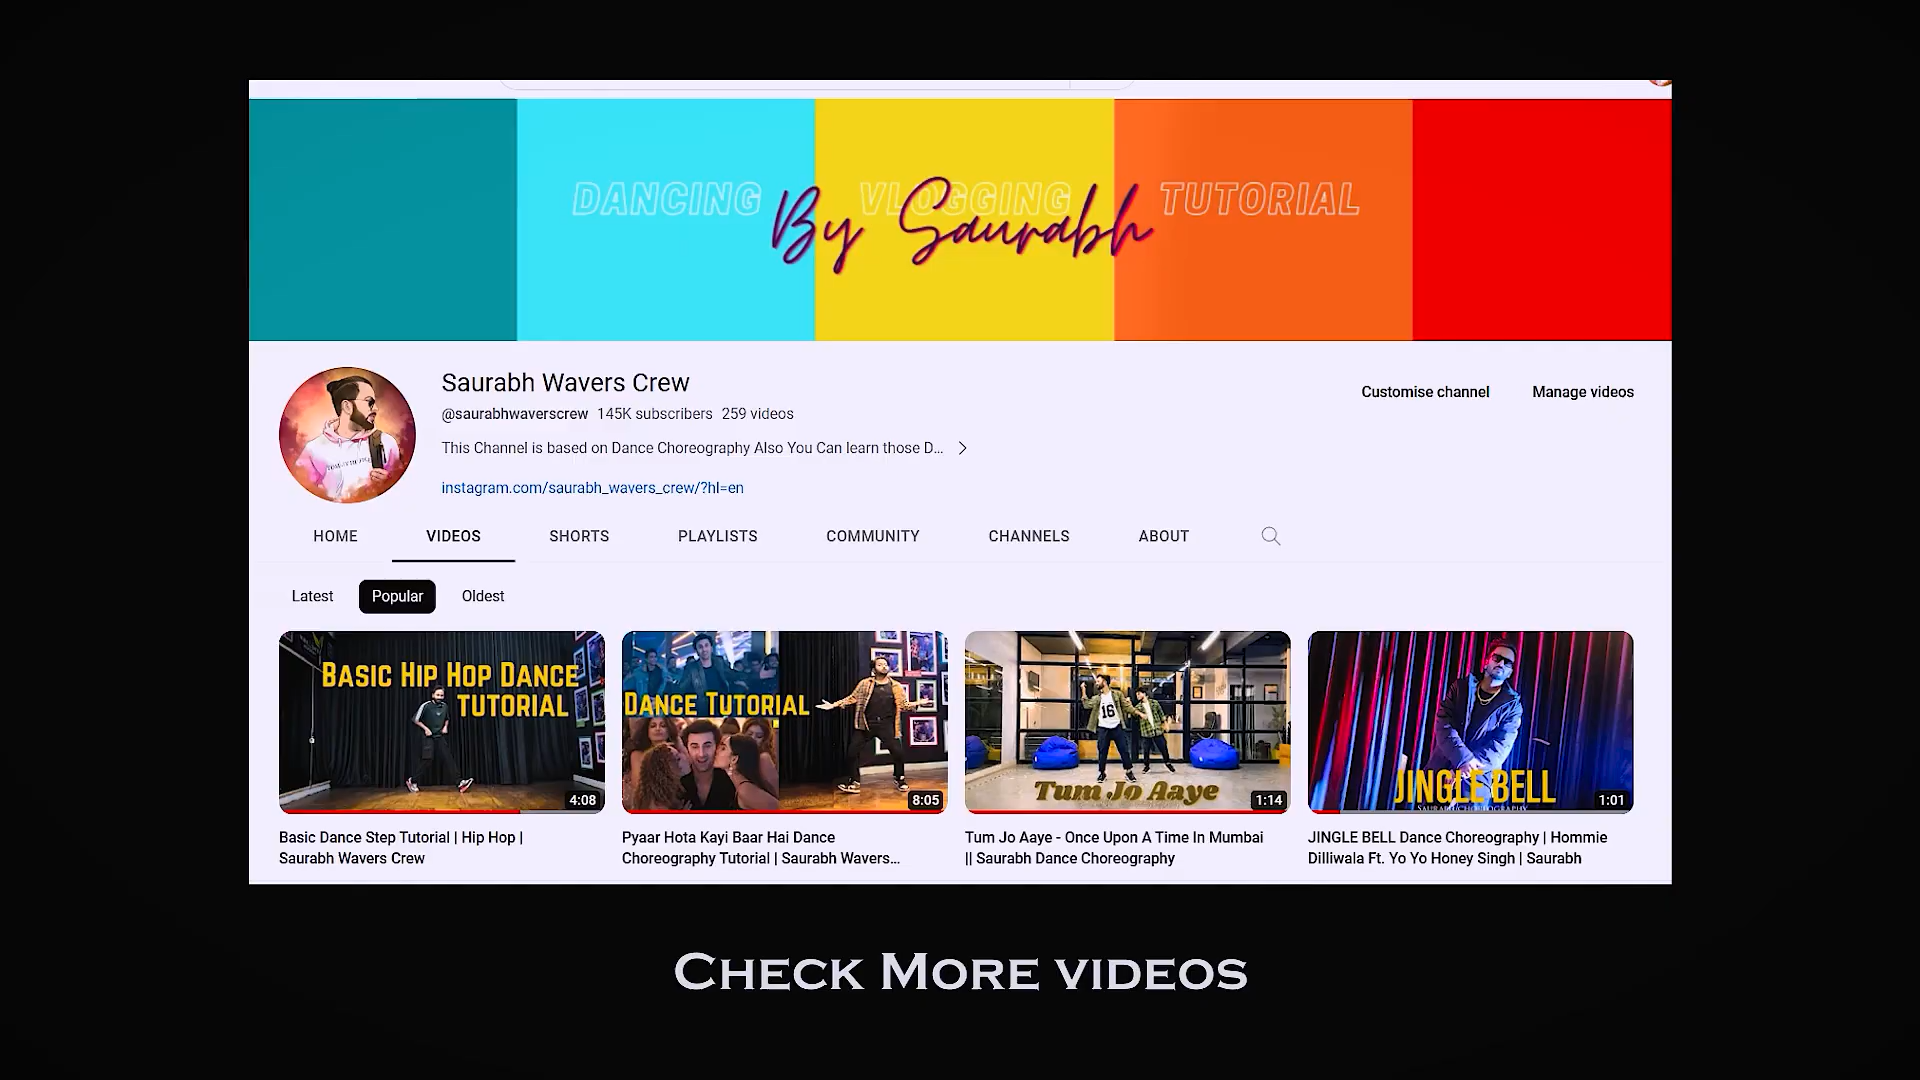 DANCING VLOGGING TUTORIAL
By Saurabh
Saurabh Wavers Crew
@saurabhwaverscrew 145K subscribers 259 videos
This Channel is based on Dance Choreography Also You Can learn those D...
instagram.com/saurabh_wavers_crew/?hl=en
Customise channel
Manage videos
HOME VIDEOS SHORTS PLAYLISTS COMMUNITY CHANNELS ABOUT
Latest Popular Oldest
BASIC HIP HOP DANCE
TUTORIAL
4:08
DANCE TUTORIAL
8:05
16
Tum Jo Aaye
1:14
JINGLE BELL
SAURABH CHOREOGRAPHY
1:01
Basic Dance Step Tutorial | Hip Hop |
Saurabh Wavers Crew
Pyaar Hota Kayi Baar Hai Dance
Choreography Tutorial | Saurabh Wavers...
Tum Jo Aaye - Once Upon A Time In Mumbai
|| Saurabh Dance Choreography
JINGLE BELL Dance Choreography | Hommie
Dilliwala Ft. Yo Yo Honey Singh | Saurabh
CHECK MORE VIDEOS